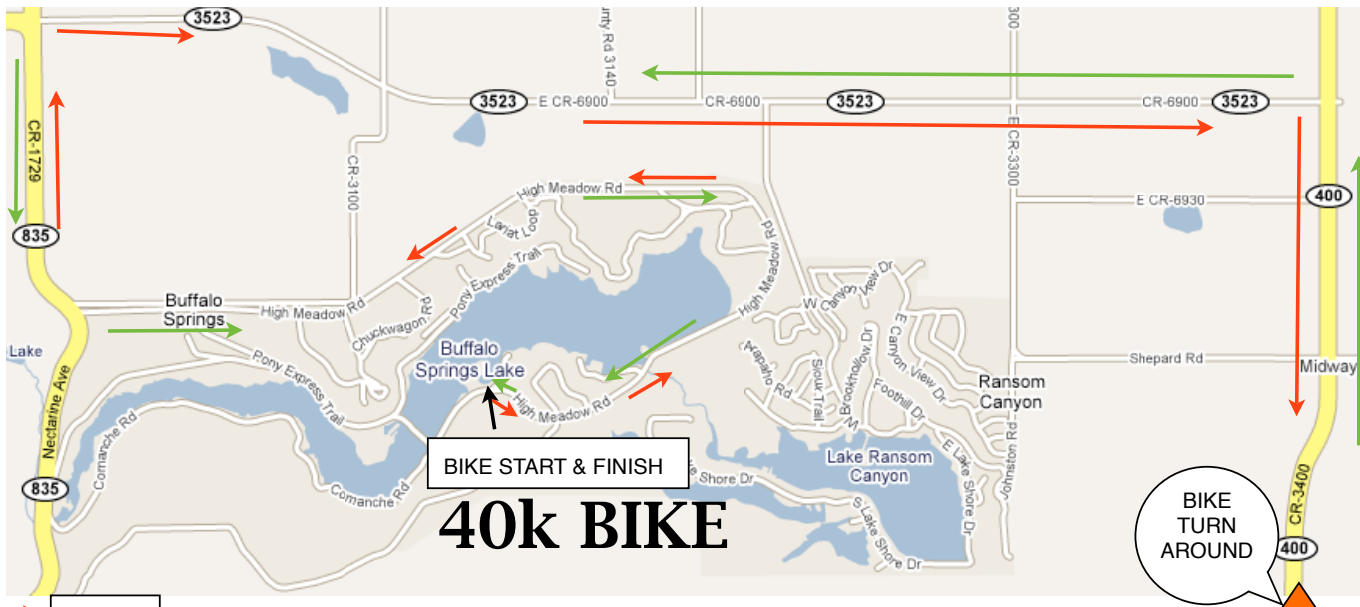 3523
300
nty Rd 3140
3523
E CR-6900
CR-6900
3523
CR-6900
3523
CR-1729
CR-3100
E CR-3300
High Meadow Rd
E CR-6930
400
835
Lariat Loop
Pony Express Trail
High Meadow Rd
W Canyon View Dr
Buffalo
Springs
High Meadow Rd
Chuckwagon Rd
E Canyon View Dr
Lake
Pony Express Trail
Buffalo
Springs Lake
Arapaho Rd
Sioux Trail
W Brookhollow Dr
Foothill Dr
Shepard Rd
Midway
Ransom
Canyon
High Meadow Rd
Nectarine Ave
Comanche Rd
BIKE START & FINISH
Lake Ransom
Canyon
E Lake Shore Dr
Johnston Rd
835
Comanche Rd
ke Shore Dr
S Lake Shore Dr
40k BIKE
BIKE
TURN
AROUND
CR-3400
400